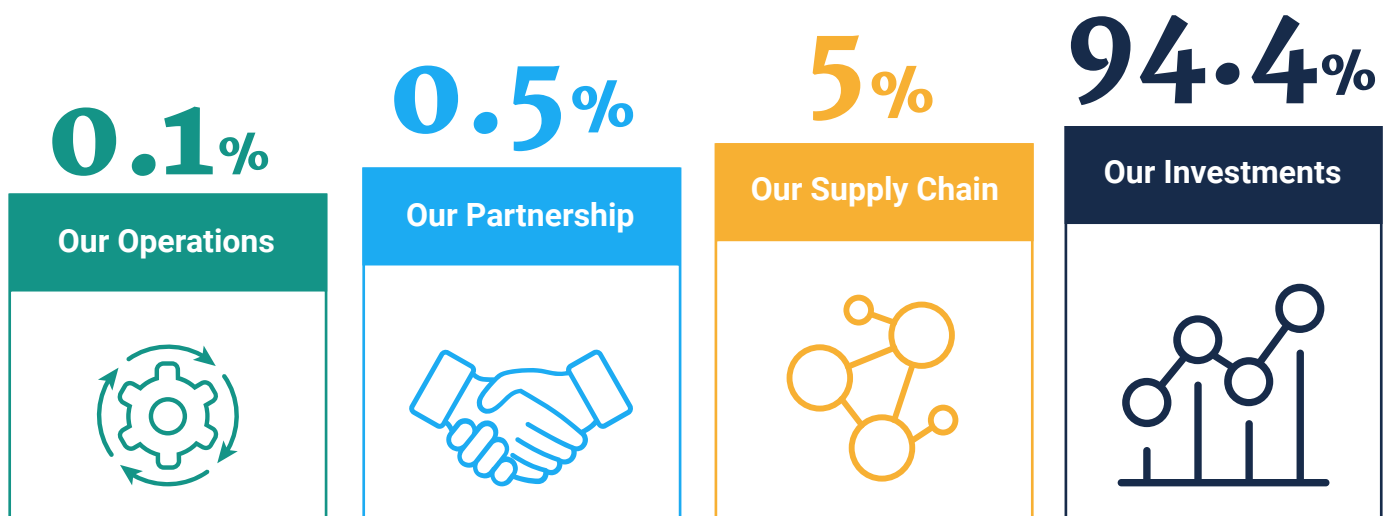 0.1%
Our Operations
0.5%
Our Partnership
5%
Our Supply Chain
94.4%
Our Investments